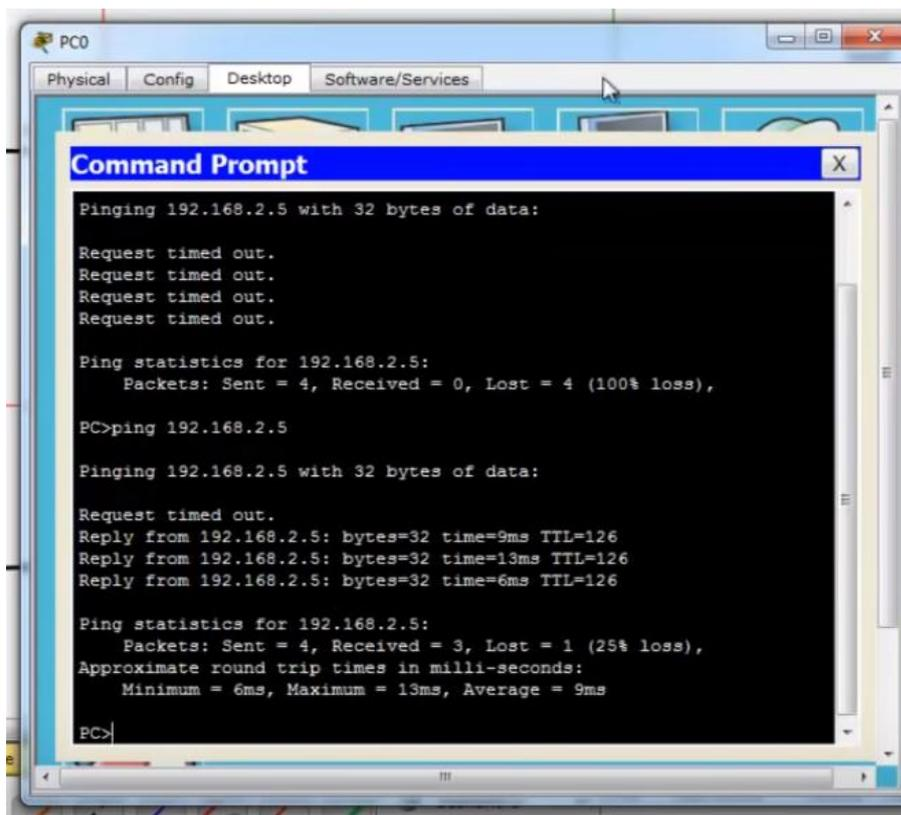 PC0
Physical Config Desktop Software/Services
Command Prompt X
Pinging 192.168.2.5 with 32 bytes of data:
Request timed out.
Request timed out.
Request timed out.
Request timed out.
Ping statistics for 192.168.2.5:
Packets: Sent = 4, Received = 0, Lost = 4 (100% loss),
PC>ping 192.168.2.5
Pinging 192.168.2.5 with 32 bytes of data:
Request timed out.
Reply from 192.168.2.5: bytes=32 time=9ms TTL=126
Reply from 192.168.2.5: bytes=32 time=13ms TTL=126
Reply from 192.168.2.5: bytes=32 time=6ms TTL=126
Ping statistics for 192.168.2.5:
Packets: Sent = 4, Received = 3, Lost = 1 (25% loss),
Approximate round trip times in milli-seconds:
Minimum = 6ms, Maximum = 13ms, Average = 9ms
PC>